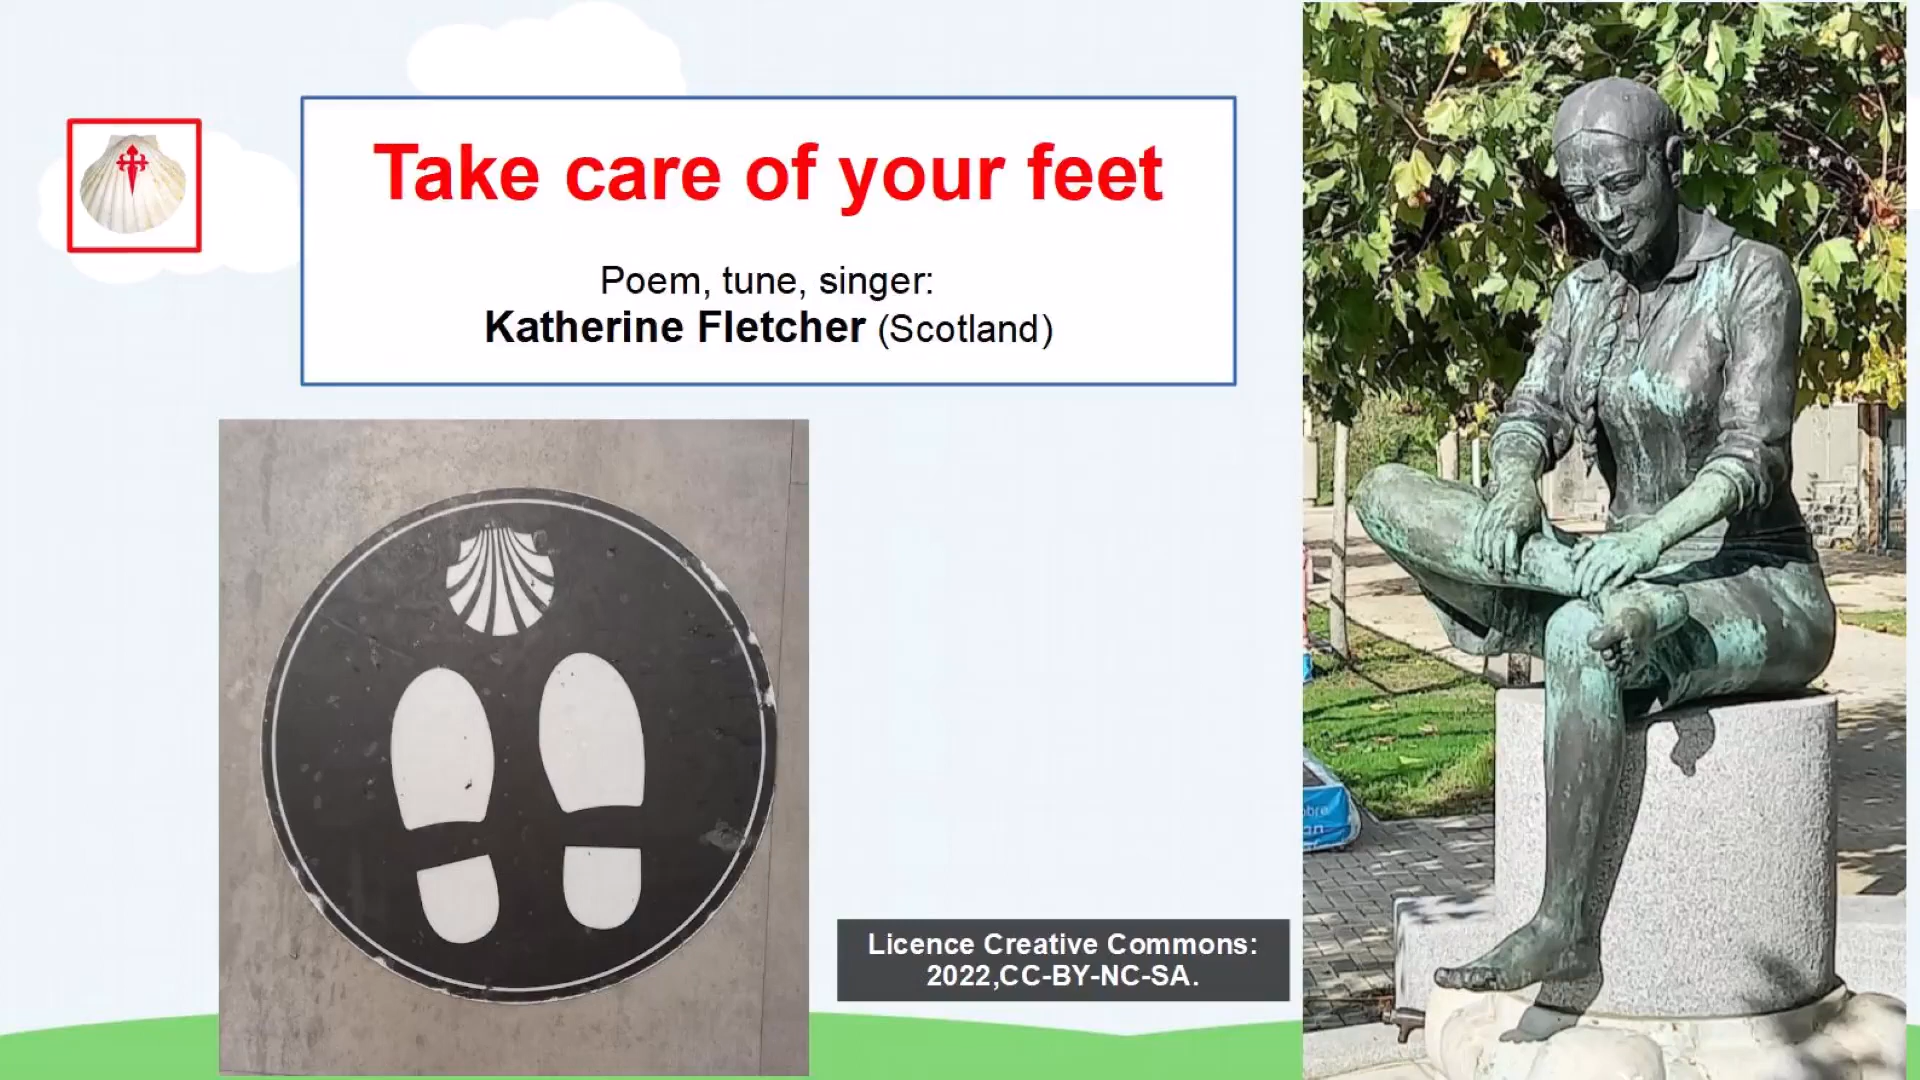 Take care of your feet
Poem, tune, singer:
Katherine Fletcher (Scotland)
Licence Creative Commons:
2022,CC-BY-NC-SA.